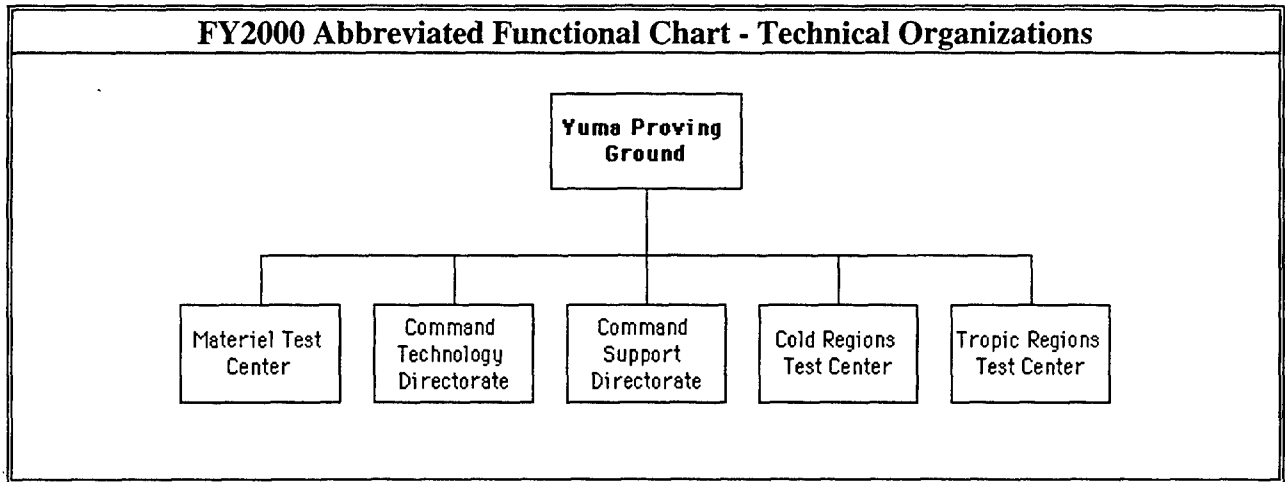 FY2000 Abbreviated Functional Chart - Technical Organizations
Yuma Proving
Ground
Materiel Test
Center
Command
Technology
Directorate
Command
Support
Directorate
Cold Regions
Test Center
Tropic Regions
Test Center